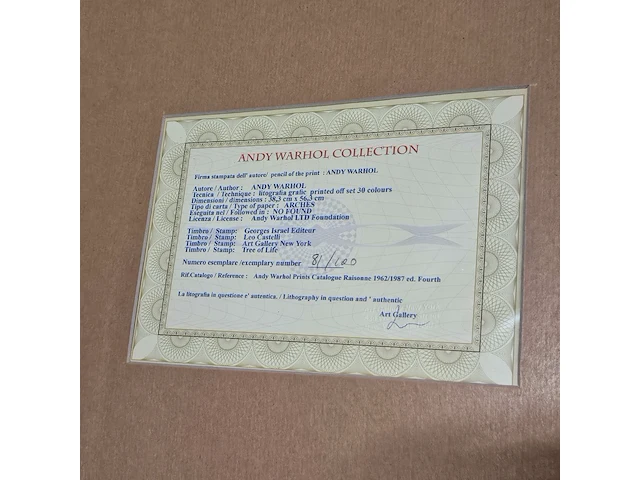 ANDY WARHOL COLLECTION
Firma stampata dell' autore/ pencel of the print : ANDY WARHOL
Autore / Author : ANDY WARHOL
Tecnica / Technique : litografia grafic printed off set 30 colours
Dimensioni / dimensions : 38,3 cm x 56,3 cm
Tipo di carta / Type of paper : ARCHES
Eseguita nel / Followed in : NO FOUND
Licenza / License : Andy Warhol LTD Foundation
Timbro / Stamp: Georges Israel Editeur
Timbro / Stamp: Leo Castelli
Timbro / Stamp: Art Gallery New York
Timbro / Stamp: Tree of Life
Numero esemplare /exemplary number 81/100
Rif.Catalogo / Reference : Andy Warhol Prints Catalogue Raisonne 1962/1987 ed. Fourth
La litografia in questione e' autentica. / Lithography in question and ' authentic
Art Gallery